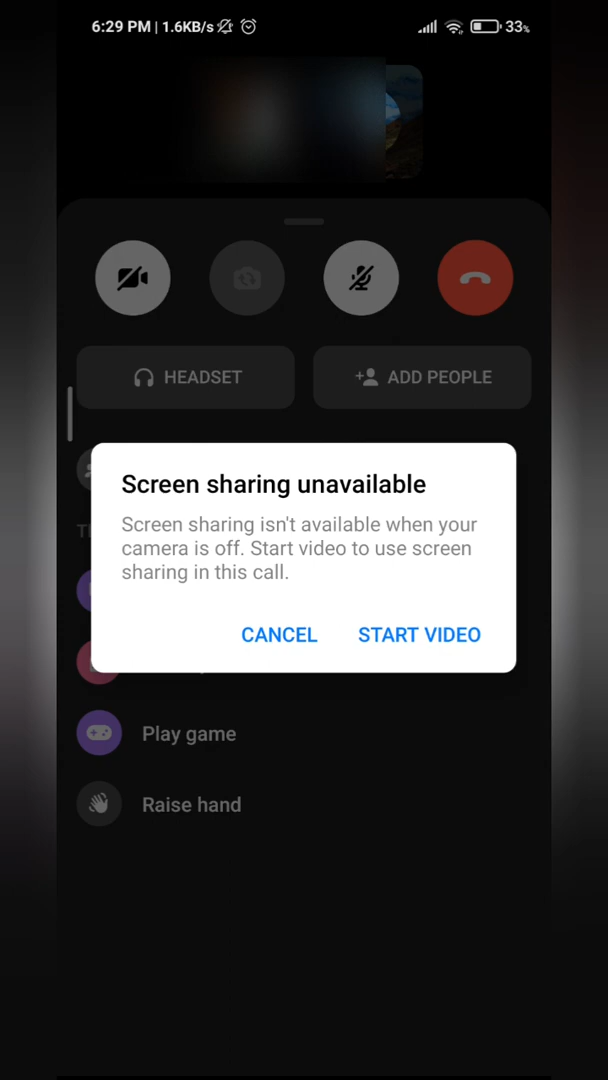 6:29 PM | 1.6KB/s 33%
HEADSET
ADD PEOPLE
Screen sharing unavailable
Screen sharing isn't available when your
camera is off. Start video to use screen
sharing in this call.
CANCEL
START VIDEO
Play game
Raise hand